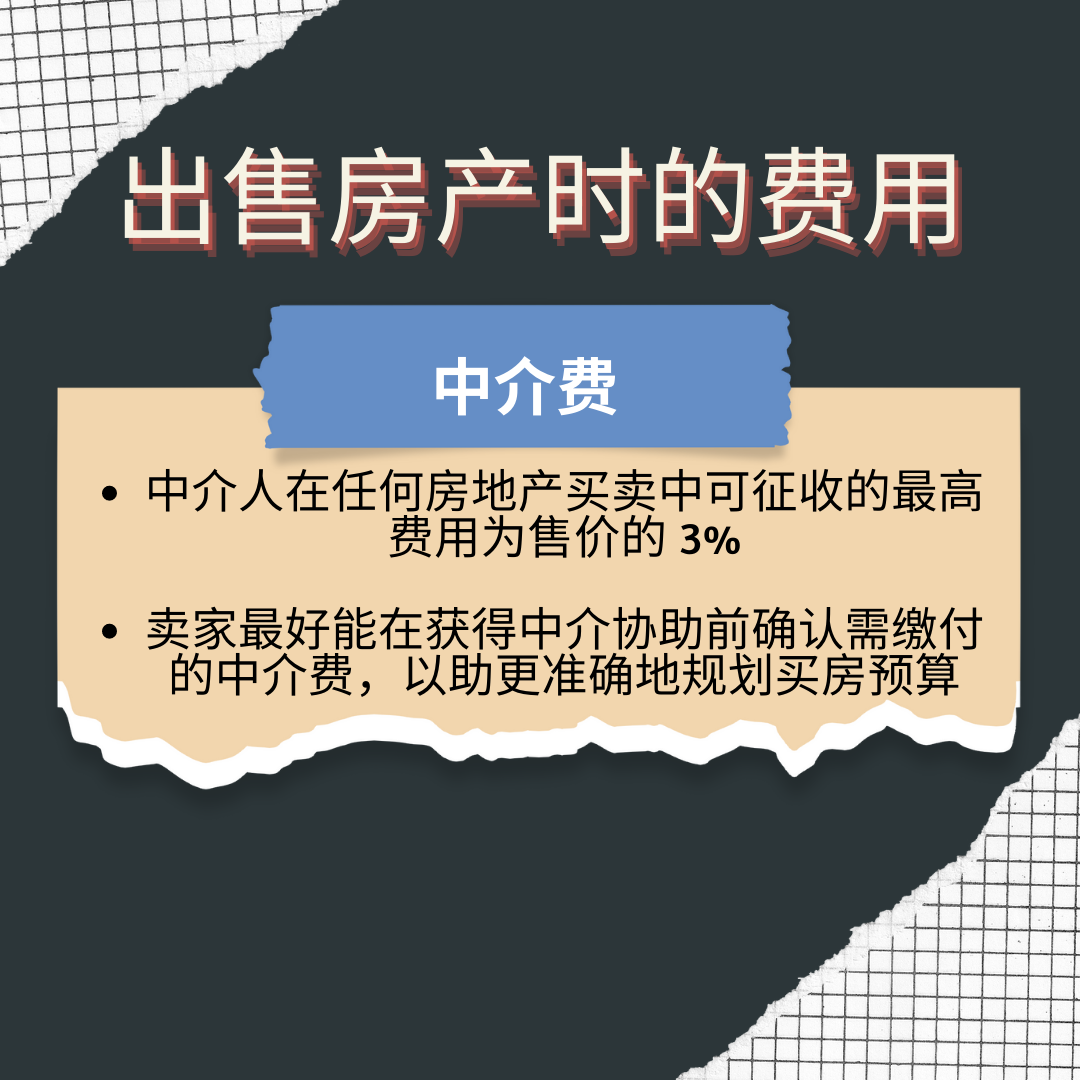 出售房产时的费用
中介费
• 中介人在任何房地产买卖中可征收的最高
费用为售价的 3%
• 卖家最好能在获得中介协助前确认需缴付
的中介费，以助更准确地规划买房预算